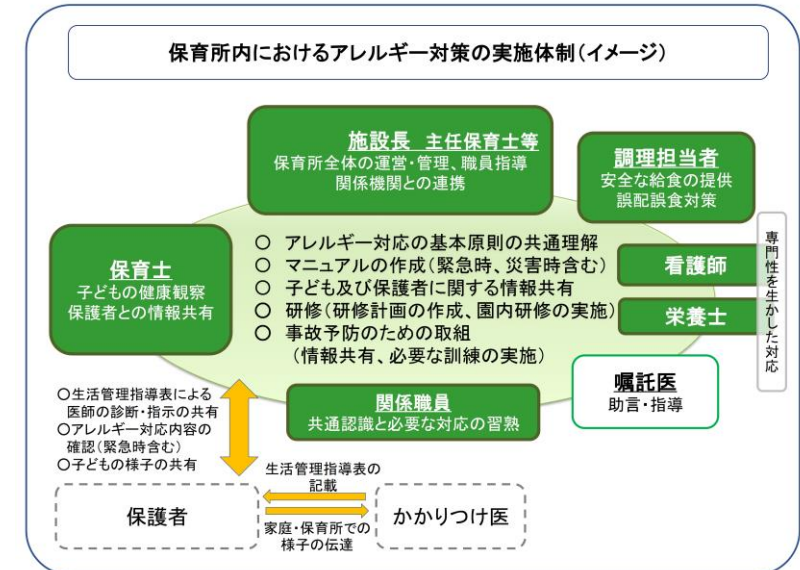 保育所内におけるアレルギー対策の実施体制(イメージ)
施設長 主任保育士等
保育所全体の運営・管理、職員指導
関係機関との連携
調理担当者
安全な給食の提供
誤配誤食対策
保育士
子どもの健康観察
保護者との情報共有
○ アレルギー対応の基本原則の共通理解
○ マニュアルの作成(緊急時、災害時含む)
○ 子ども及び保護者に関する情報共有
○ 研修(研修計画の作成、園内研修の実施)
○ 事故予防のための取組
(情報共有、必要な訓練の実施)
看護師
栄養士
専門性を生かした対応
嘱託医
助言・指導
関係職員
共通認識と必要な対応の習熟
○生活管理指導表による
医師の診断・指示の共有
○アレルギー対応内容の
確認(緊急時含む)
○子どもの様子の共有
保護者
生活管理指導表の
記載
家庭・保育所での
様子の伝達
かかりつけ医